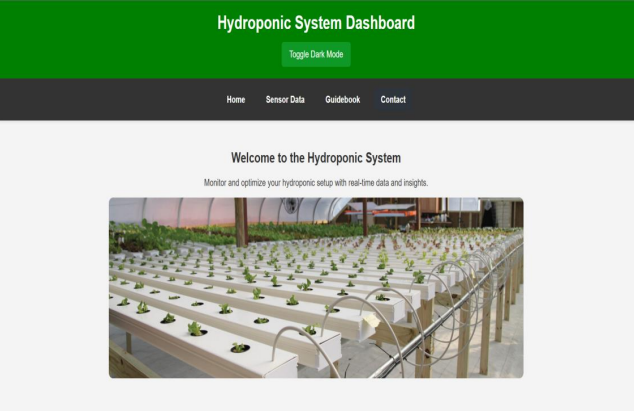 Hydroponic System Dashboard
Toggle Dark Mode
Home Sensor Data Guidebook Contact
Welcome to the Hydroponic System
Monitor and optimize your hydroponic setup with real-time data and insights.